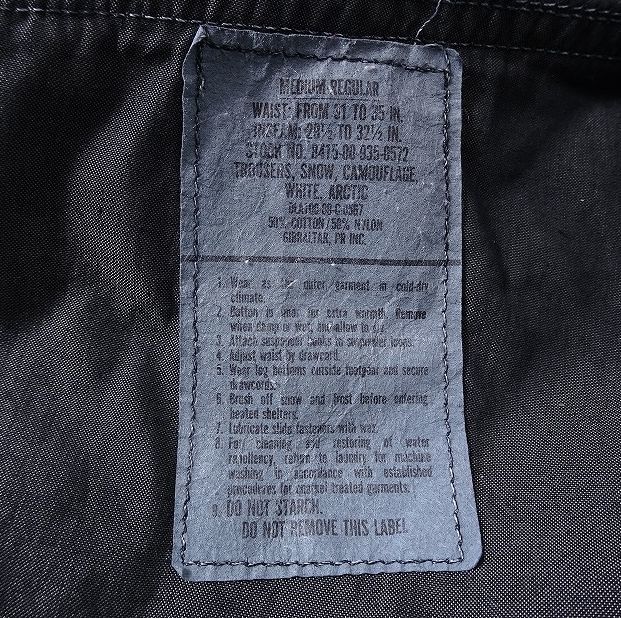 MEDIUM-REGULAR
WAIST: FROM 31 TO 35 IN.
INSEAM: 29½ TO 32½ IN.
STOCK NO. 8415-00-935-0572
TROUSERS, SNOW, CAMOUFLAGE,
WHITE, ARCTIC
50% COTTON/50% NYLON
GIBRALTAR, PR INC.
1. Wear as the outer garment in cold-dry
climate.
2. Button in liner for extra warmth. Remove
when damp or wet, and allow to dry.
3. Attach suspender hooks to suspender loops.
4. Adjust waist by drawcord.
5. Wear leg bottoms outside footgear and secure
drawcords.
6. Brush off snow and frost before entering
heated shelters.
7. Lubricate slide fasteners with wax.
8. For cleaning and restoring of water
repellency, return to laundry for machine
washing in accordance with established
procedures for quarpel treated garments.
9. DO NOT STARCH.
DO NOT REMOVE THIS LABEL